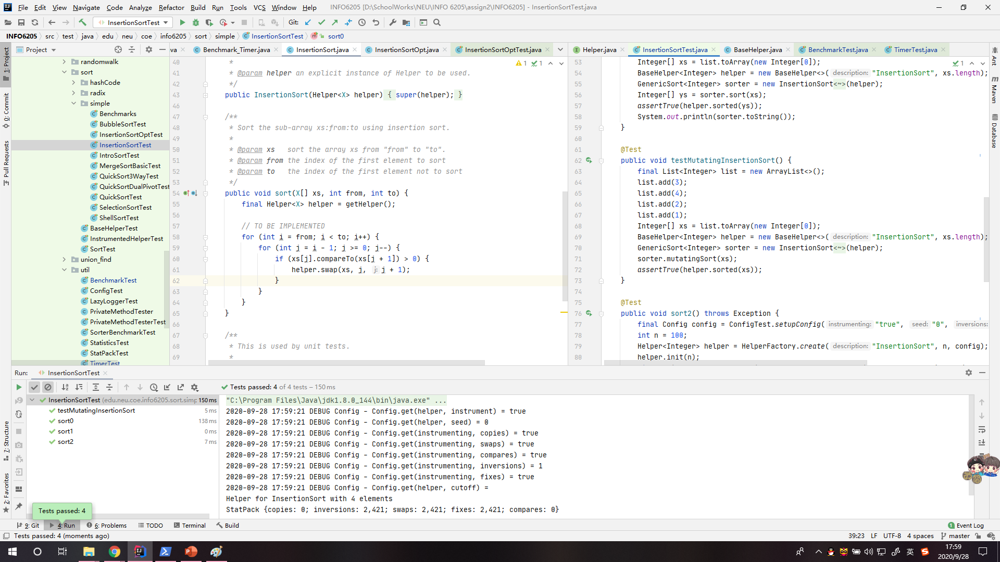 File Edit View Navigate Code Analyze Refactor Build Run Tools VCS Window Help INFO6205 [D:\SchoolWorks\NEU\INFO 6205\assign2\INFO6205] - InsertionSortTest.java
InsertionSortTest Git:
INFO6205 src test java edu neu coe info6205 sort simple InsertionSortTest sort0
Project
va Benchmark_Timer.java InsertionSort.java InsertionSortOpt.java InsertionSortOptTest.java
Helper.java InsertionSortTest.java BaseHelper.java BenchmarkTest.java TimerTest.java
1: Project
0: Commit
Pull Requests
7: Structure
2: Favorites
Ant
Maven
Database
randomwalk
sort
hashCode
radix
simple
Benchmarks
BubbleSortTest
InsertionSortOptTest
InsertionSortTest
IntroSortTest
MergeSortBasicTest
QuickSort3WayTest
QuickSortDualPivotTest
QuickSortTest
SelectionSortTest
ShellSortTest
BaseHelperTest
InstrumentedHelperTest
SortTest
union_find
util
BenchmarkTest
ConfigTest
LazyLoggerTest
PrivateMethodTester
PrivateMethodTesterTest
SorterBenchmarkTest
StatisticsTest
StatPackTest
TimerTest
1 1
40 *
41 * @param helper an explicit instance of Helper to be used.
42 */
43 public InsertionSort(Helper<X> helper) { super(helper); }
46
47 /**
48 * Sort the sub-array xs:from:to using insertion sort.
49 *
50 * @param xs sort the array xs from "from" to "to".
51 * @param from the index of the first element to sort
52 * @param to the index of the first element not to sort
53 */
54 public void sort(X[] xs, int from, int to) {
55 final Helper<X> helper = getHelper();
56
57 // TO BE IMPLEMENTED
58 for (int i = from; i < to; i++) {
59 for (int j = i - 1; j >= 0; j--) {
60 if (xs[j].compareTo(xs[j + 1]) > 0) {
61 helper.swap(xs, j, j: j + 1);
62 }
63 }
64 }
65 }
66
67 /**
68 * This is used by unit tests.
69 *
1
53 Integer[] xs = list.toArray(new Integer[0]);
54 BaseHelper<Integer> helper = new BaseHelper<>( description: "InsertionSort", xs.length);
55 GenericSort<Integer> sorter = new InsertionSort<~>(helper);
56 Integer[] ys = sorter.sort(xs);
57 assertTrue(helper.sorted(ys));
58 System.out.println(sorter.toString());
59 }
60
61 @Test
62 public void testMutatingInsertionSort() {
63 final List<Integer> list = new ArrayList<>();
64 list.add(3);
65 list.add(4);
66 list.add(2);
67 list.add(1);
68 Integer[] xs = list.toArray(new Integer[0]);
69 BaseHelper<Integer> helper = new BaseHelper<>( description: "InsertionSort", xs.length);
70 GenericSort<Integer> sorter = new InsertionSort<~>(helper);
71 sorter.mutatingSort(xs);
72 assertTrue(helper.sorted(xs));
73 }
74
75 @Test
76 public void sort2() throws Exception {
77 final Config config = ConfigTest.setupConfig( instrumenting: "true", seed: "0", inversions:
78 int n = 100;
79 Helper<Integer> helper = HelperFactory.create( description: "InsertionSort", n, config);
80 helper.init(n);
Run: InsertionSortTest
Tests passed: 4 of 4 tests – 150 ms
InsertionSortTest (edu.neu.coe.info6205.sort.simp 150 ms
testMutatingInsertionSort 5 ms
sort0 138 ms
sort1 0 ms
sort2 7 ms
"C:\Program Files\Java\jdk1.8.0_144\bin\java.exe" ...
2020-09-28 17:59:21 DEBUG Config - Config.get(helper, instrument) = true
2020-09-28 17:59:21 DEBUG Config - Config.get(helper, seed) = 0
2020-09-28 17:59:21 DEBUG Config - Config.get(instrumenting, copies) = true
2020-09-28 17:59:21 DEBUG Config - Config.get(instrumenting, swaps) = true
2020-09-28 17:59:21 DEBUG Config - Config.get(instrumenting, compares) = true
2020-09-28 17:59:21 DEBUG Config - Config.get(instrumenting, inversions) = 1
2020-09-28 17:59:21 DEBUG Config - Config.get(instrumenting, fixes) = true
2020-09-28 17:59:21 DEBUG Config - Config.get(helper, cutoff) =
Helper for InsertionSort with 4 elements
StatPack {copies: 0; inversions: 2,421; swaps: 2,421; fixes: 2,421; compares: 0}
Tests passed: 4
9: Git 4: Run 6: Problems TODO Terminal Build 1 Event Log
Tests passed: 4 (moments ago) 39:23 LF UTF-8 4 spaces master
英
17:59
2020/9/28